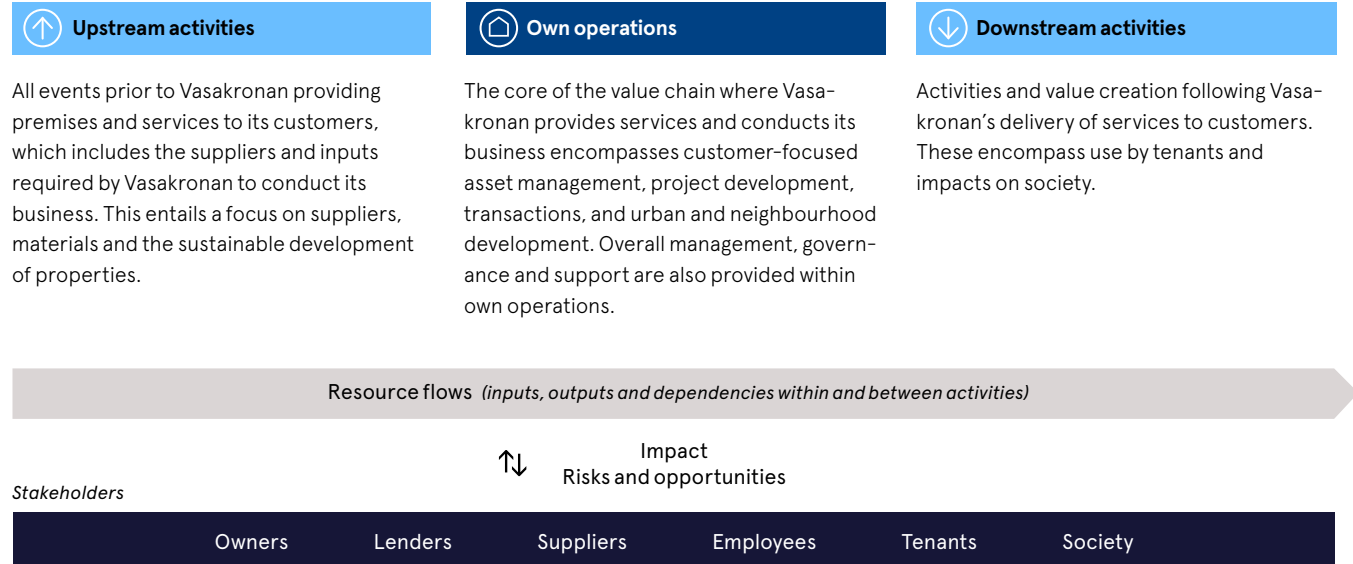 Upstream activities
All events prior to Vasakronan providing
premises and services to its customers,
which includes the suppliers and inputs
required by Vasakronan to conduct its
business. This entails a focus on suppliers,
materials and the sustainable development
of properties.
Own operations
The core of the value chain where Vasa-
kronan provides services and conducts its
business encompasses customer-focused
asset management, project development,
transactions, and urban and neighbourhood
development. Overall management, govern-
ance and support are also provided within
own operations.
Downstream activities
Activities and value creation following Vasa-
kronan’s delivery of services to customers.
These encompass use by tenants and
impacts on society.
Resource flows (inputs, outputs and dependencies within and between activities)
Impact
Risks and opportunities
Stakeholders
Owners Lenders Suppliers Employees Tenants Society